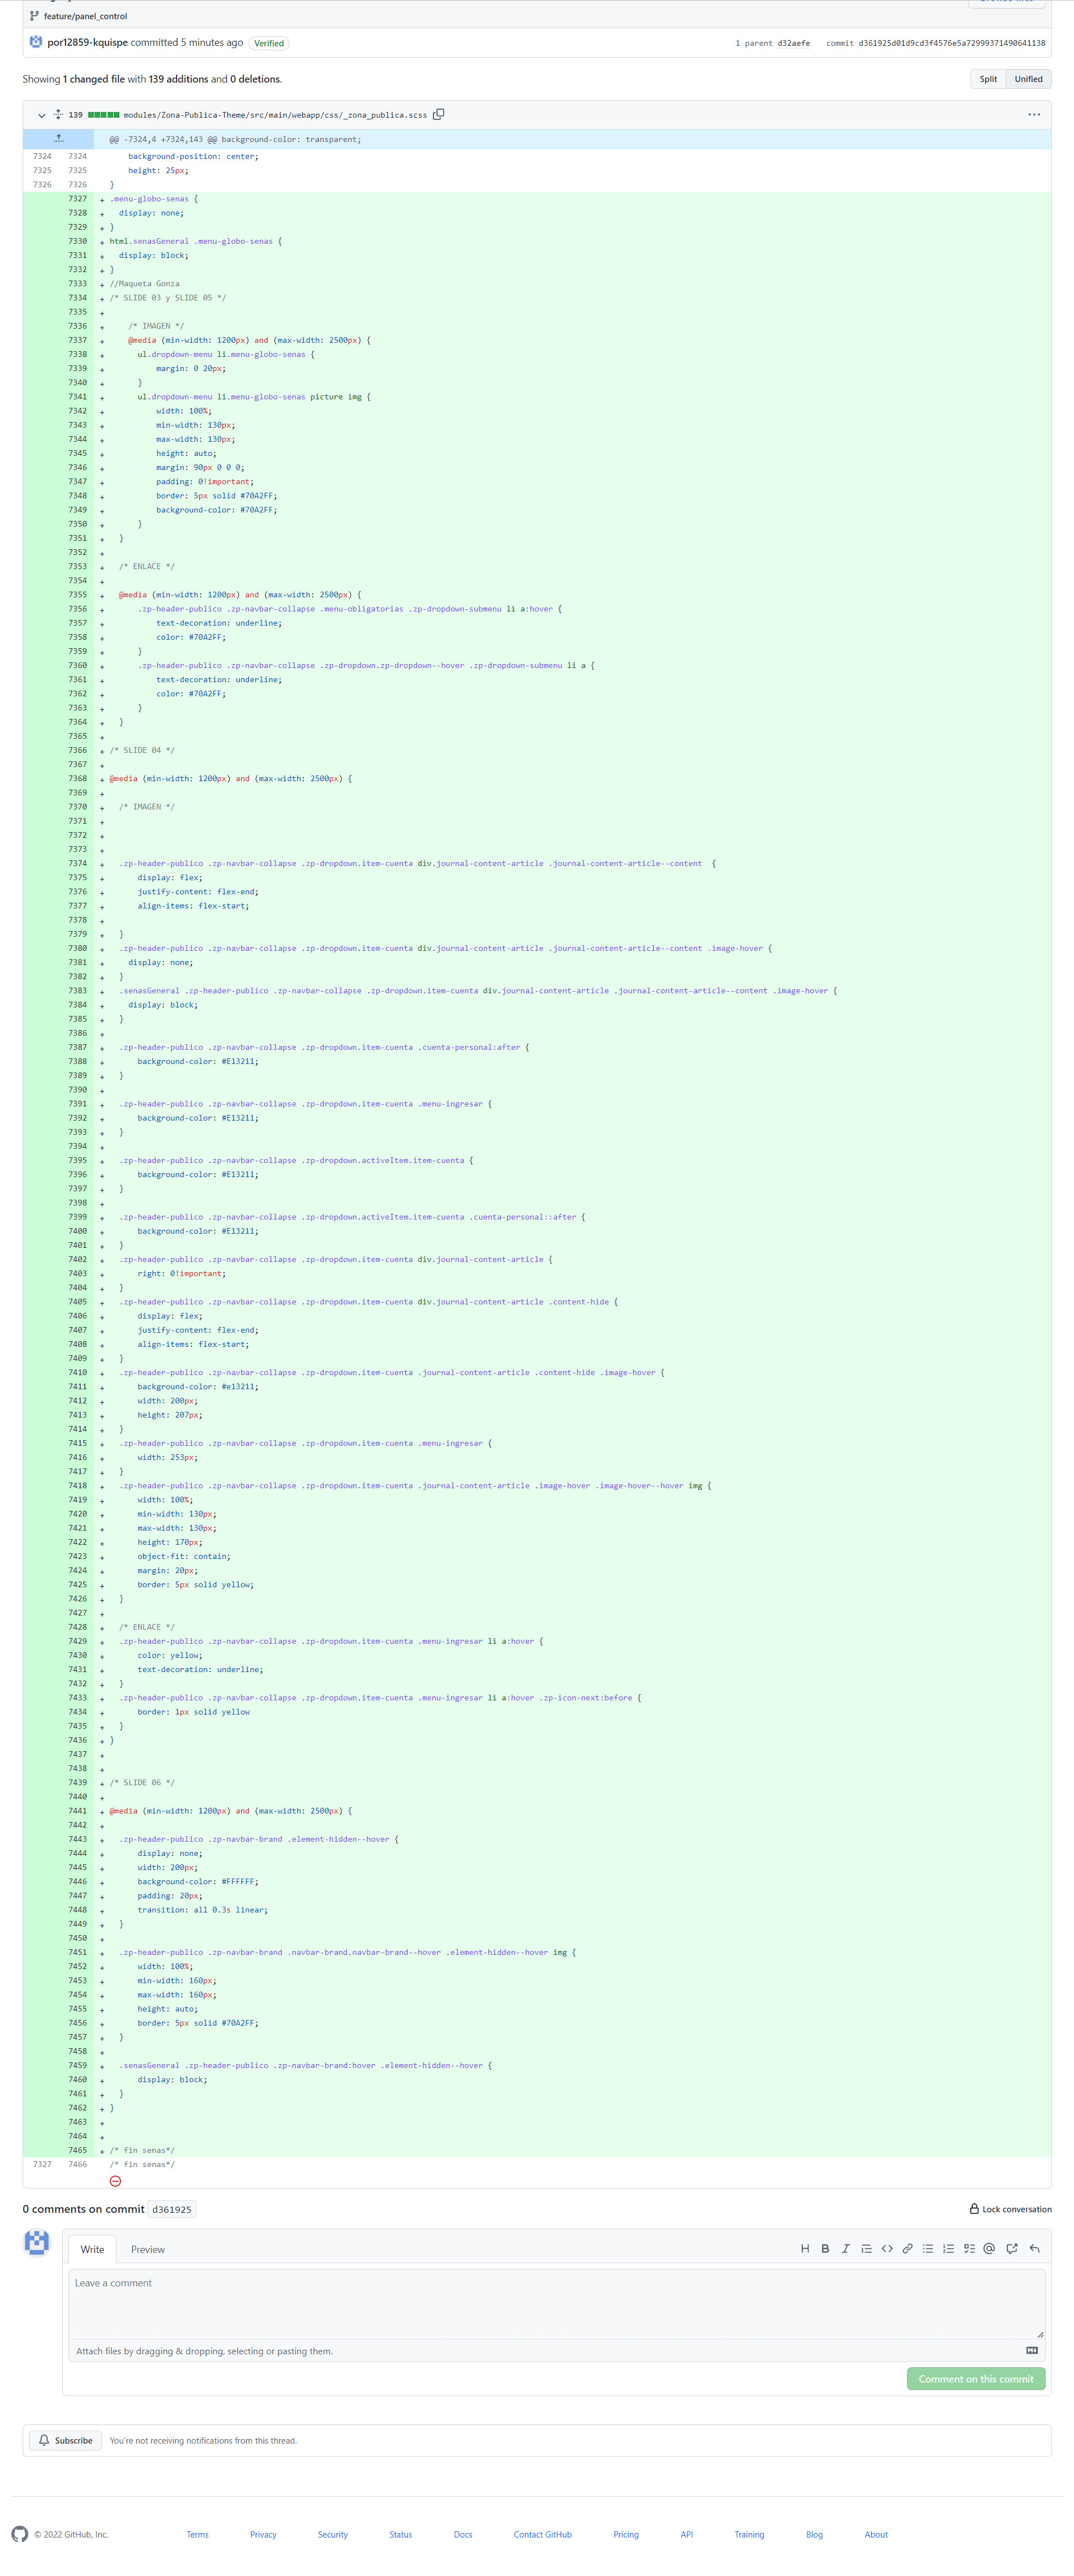 feature/panel_control
por12859-kquispe committed 5 minutes ago Verified 1 parent d32aefe commit d361925d01d9cd3f4576e5a72999371490641138
Showing 1 changed file with 139 additions and 0 deletions. Split Unified
139 modules/Zona-Publica-Theme/src/main/webapp/css/_zona_publica.scss
@@ -7324,4 +7324,143 @@ background-color: transparent;
7324 7324 background-position: center;
7325 7325 height: 25px;
7326 7326 }
7327 + .menu-globo-senas {
7328 + display: none;
7329 + }
7330 + html.senasGeneral .menu-globo-senas {
7331 + display: block;
7332 + }
7333 + //Maqueta Gonza
7334 + /* SLIDE 03 y SLIDE 05 */
7335 +
7336 + /* IMAGEN */
7337 + @media (min-width: 1200px) and (max-width: 2500px) {
7338 + ul.dropdown-menu li.menu-globo-senas {
7339 + margin: 0 20px;
7340 + }
7341 + ul.dropdown-menu li.menu-globo-senas picture img {
7342 + width: 100%;
7343 + min-width: 130px;
7344 + max-width: 130px;
7345 + height: auto;
7346 + margin: 90px 0 0 0;
7347 + padding: 0!important;
7348 + border: 5px solid #70A2FF;
7349 + background-color: #70A2FF;
7350 + }
7351 + }
7352 +
7353 + /* ENLACE */
7354 +
7355 + @media (min-width: 1200px) and (max-width: 2500px) {
7356 + .zp-header-publico .zp-navbar-collapse .menu-obligatorias .zp-dropdown-submenu li a:hover {
7357 + text-decoration: underline;
7358 + color: #70A2FF;
7359 + }
7360 + .zp-header-publico .zp-navbar-collapse .zp-dropdown.zp-dropdown--hover .zp-dropdown-submenu li a {
7361 + text-decoration: underline;
7362 + color: #70A2FF;
7363 + }
7364 + }
7365 +
7366 + /* SLIDE 04 */
7367 +
7368 + @media (min-width: 1200px) and (max-width: 2500px) {
7369 +
7370 + /* IMAGEN */
7371 +
7372 +
7373 +
7374 + .zp-header-publico .zp-navbar-collapse .zp-dropdown.item-cuenta div.journal-content-article .journal-content-article--content {
7375 + display: flex;
7376 + justify-content: flex-end;
7377 + align-items: flex-start;
7378 +
7379 + }
7380 + .zp-header-publico .zp-navbar-collapse .zp-dropdown.item-cuenta div.journal-content-article .journal-content-article--content .image-hover {
7381 + display: none;
7382 + }
7383 + .senasGeneral .zp-header-publico .zp-navbar-collapse .zp-dropdown.item-cuenta div.journal-content-article .journal-content-article--content .image-hover {
7384 + display: block;
7385 + }
7386 +
7387 + .zp-header-publico .zp-navbar-collapse .zp-dropdown.item-cuenta .cuenta-personal:after {
7388 + background-color: #E13211;
7389 + }
7390 +
7391 + .zp-header-publico .zp-navbar-collapse .zp-dropdown.item-cuenta .menu-ingresar {
7392 + background-color: #E13211;
7393 + }
7394 +
7395 + .zp-header-publico .zp-navbar-collapse .zp-dropdown.activeItem.item-cuenta {
7396 + background-color: #E13211;
7397 + }
7398 +
7399 + .zp-header-publico .zp-navbar-collapse .zp-dropdown.activeItem.item-cuenta .cuenta-personal::after {
7400 + background-color: #E13211;
7401 + }
7402 + .zp-header-publico .zp-navbar-collapse .zp-dropdown.item-cuenta div.journal-content-article {
7403 + right: 0!important;
7404 + }
7405 + .zp-header-publico .zp-navbar-collapse .zp-dropdown.item-cuenta div.journal-content-article .content-hide {
7406 + display: flex;
7407 + justify-content: flex-end;
7408 + align-items: flex-start;
7409 + }
7410 + .zp-header-publico .zp-navbar-collapse .zp-dropdown.item-cuenta .journal-content-article .content-hide .image-hover {
7411 + background-color: #e13211;
7412 + width: 200px;
7413 + height: 207px;
7414 + }
7415 + .zp-header-publico .zp-navbar-collapse .zp-dropdown.item-cuenta .menu-ingresar {
7416 + width: 253px;
7417 + }
7418 + .zp-header-publico .zp-navbar-collapse .zp-dropdown.item-cuenta .journal-content-article .image-hover .image-hover--hover img {
7419 + width: 100%;
7420 + min-width: 130px;
7421 + max-width: 130px;
7422 + height: 170px;
7423 + object-fit: contain;
7424 + margin: 20px;
7425 + border: 5px solid yellow;
7426 + }
7427 +
7428 + /* ENLACE */
7429 + .zp-header-publico .zp-navbar-collapse .zp-dropdown.item-cuenta .menu-ingresar li a:hover {
7430 + color: yellow;
7431 + text-decoration: underline;
7432 + }
7433 + .zp-header-publico .zp-navbar-collapse .zp-dropdown.item-cuenta .menu-ingresar li a:hover .zp-icon-next:before {
7434 + border: 1px solid yellow
7435 + }
7436 + }
7437 +
7438 +
7439 + /* SLIDE 06 */
7440 +
7441 + @media (min-width: 1200px) and (max-width: 2500px) {
7442 +
7443 + .zp-header-publico .zp-navbar-brand .element-hidden--hover {
7444 + display: none;
7445 + width: 200px;
7446 + background-color: #FFFFFF;
7447 + padding: 20px;
7448 + transition: all 0.3s linear;
7449 + }
7450 +
7451 + .zp-header-publico .zp-navbar-brand .navbar-brand.navbar-brand--hover .element-hidden--hover img {
7452 + width: 100%;
7453 + min-width: 160px;
7454 + max-width: 160px;
7455 + height: auto;
7456 + border: 5px solid #70A2FF;
7457 + }
7458 +
7459 + .senasGeneral .zp-header-publico .zp-navbar-brand:hover .element-hidden--hover {
7460 + display: block;
7461 + }
7462 + }
7463 +
7464 +
7465 + /* fin senas*/
7327 7466 /* fin senas*/
0 comments on commit d361925 Lock conversation
Write Preview
Leave a comment
Attach files by dragging & dropping, selecting or pasting them.
Comment on this commit
Subscribe You're not receiving notifications from this thread.
© 2022 GitHub, Inc. Terms Privacy Security Status Docs Contact GitHub Pricing API Training Blog About